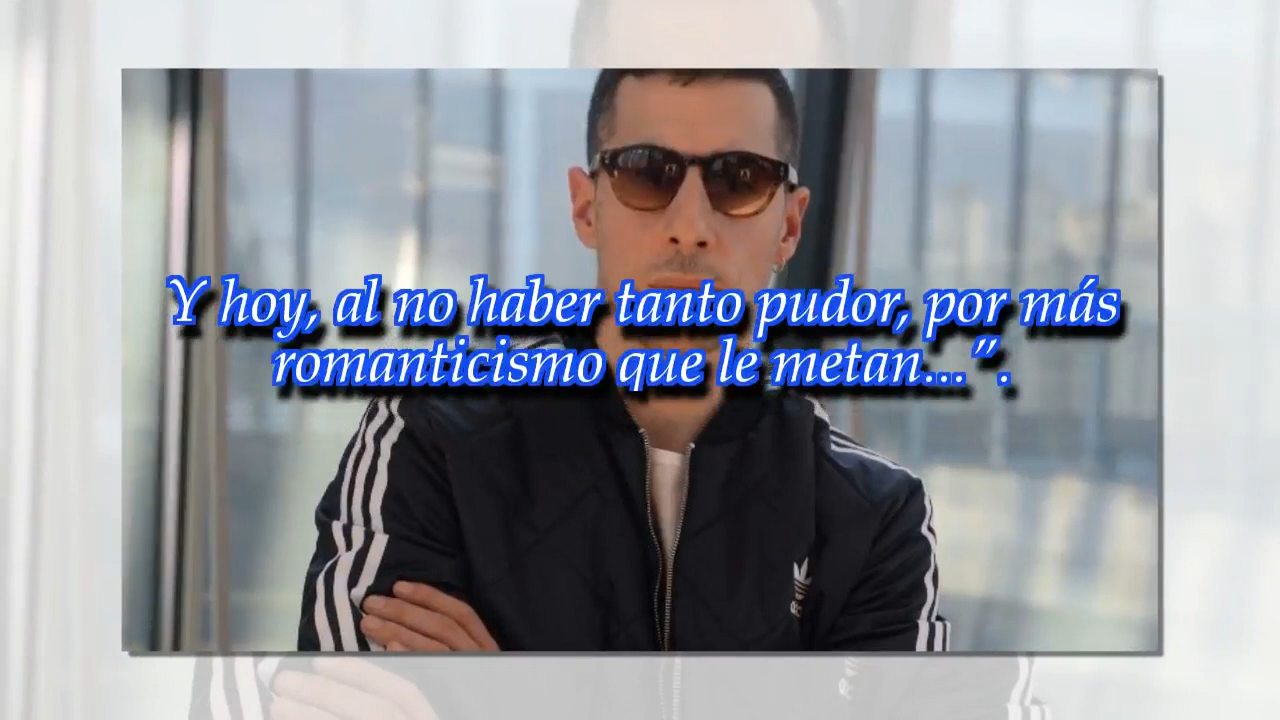 Y hoy, al no haber tanto pudor, por más
romanticismo que le metan...”.